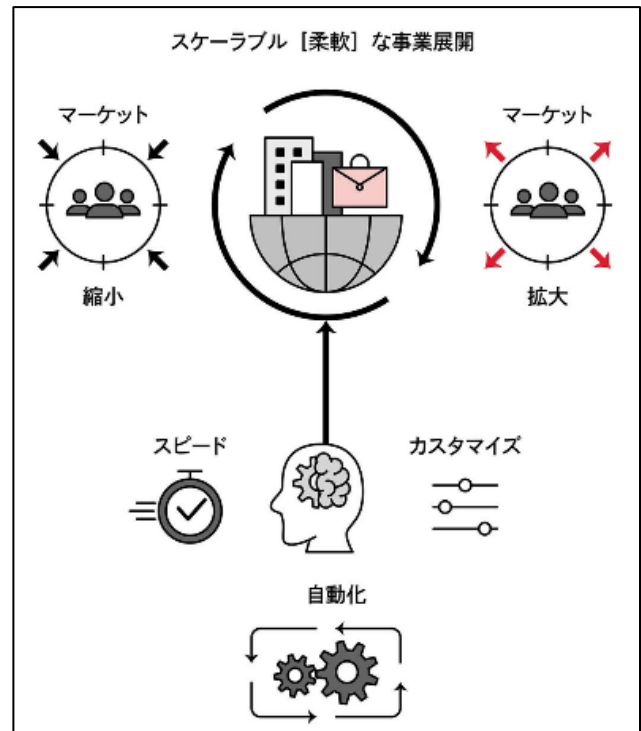 スケーラブル［柔軟］な事業展開
マーケット
マーケット
縮小
拡大
スピード
カスタマイズ
自動化